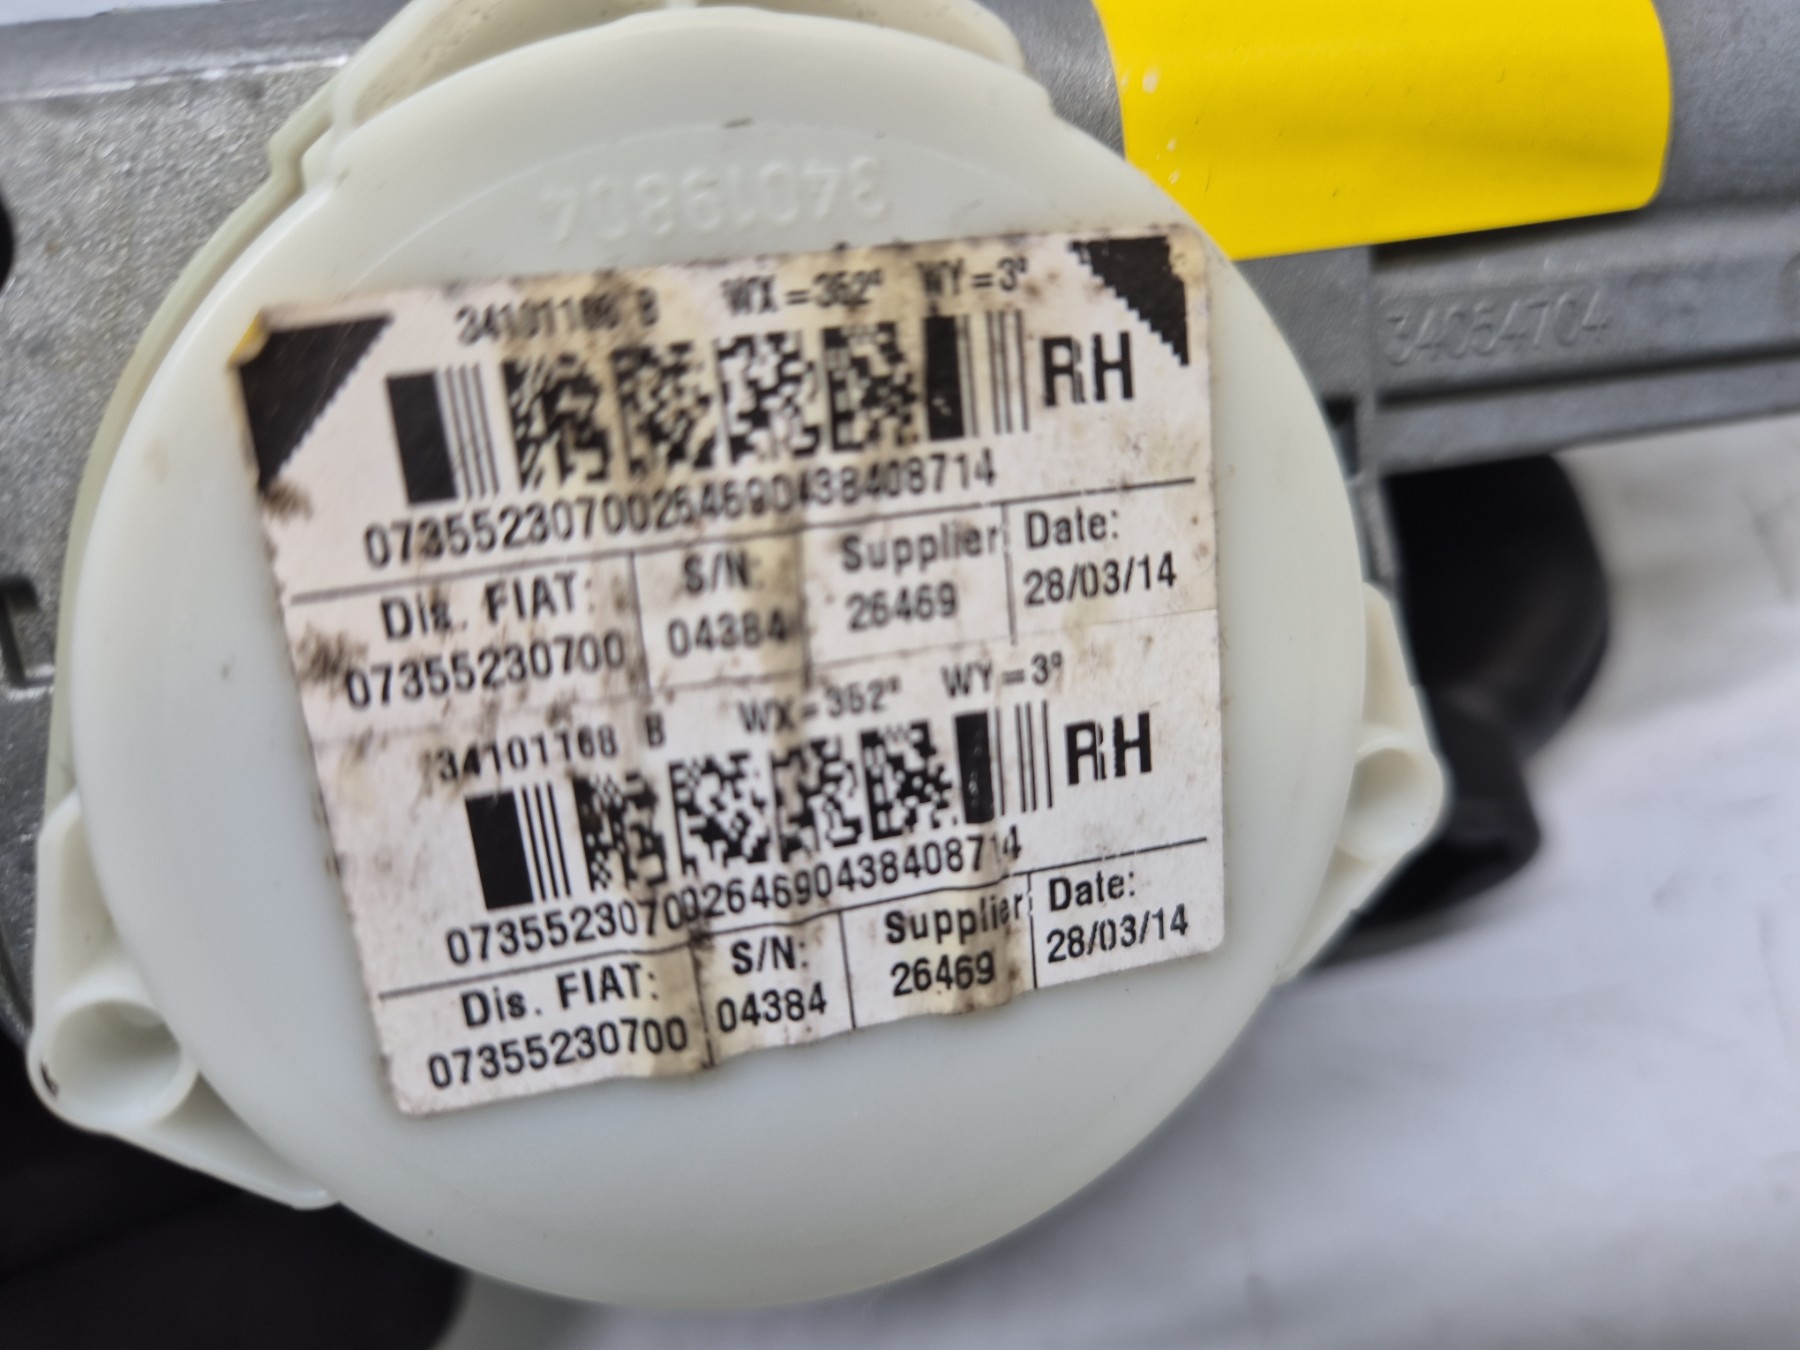 34019804
34054704
34101168 B WX=352° WY=3°
RH
07355230700264690438408714
Dis. FIAT: S/N: Supplier Date:
07355230700 04384 26469 28/03/14
34101168 B WX=352° WY=3°
RH
07355230700264690438408714
Dis. FIAT: S/N: Supplier Date:
07355230700 04384 26469 28/03/14